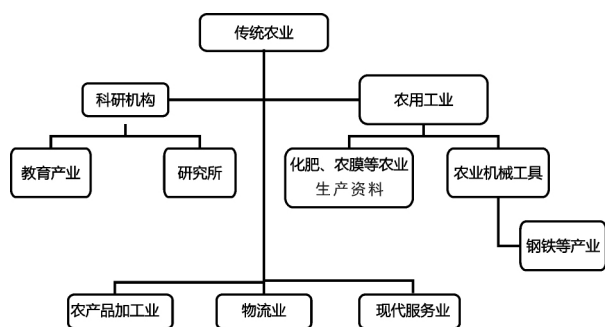 传统农业
科研机构
农用工业
教育产业
研究所
化肥、农膜等农业
生产资料
农业机械工具
钢铁等产业
农产品加工业
物流业
现代服务业